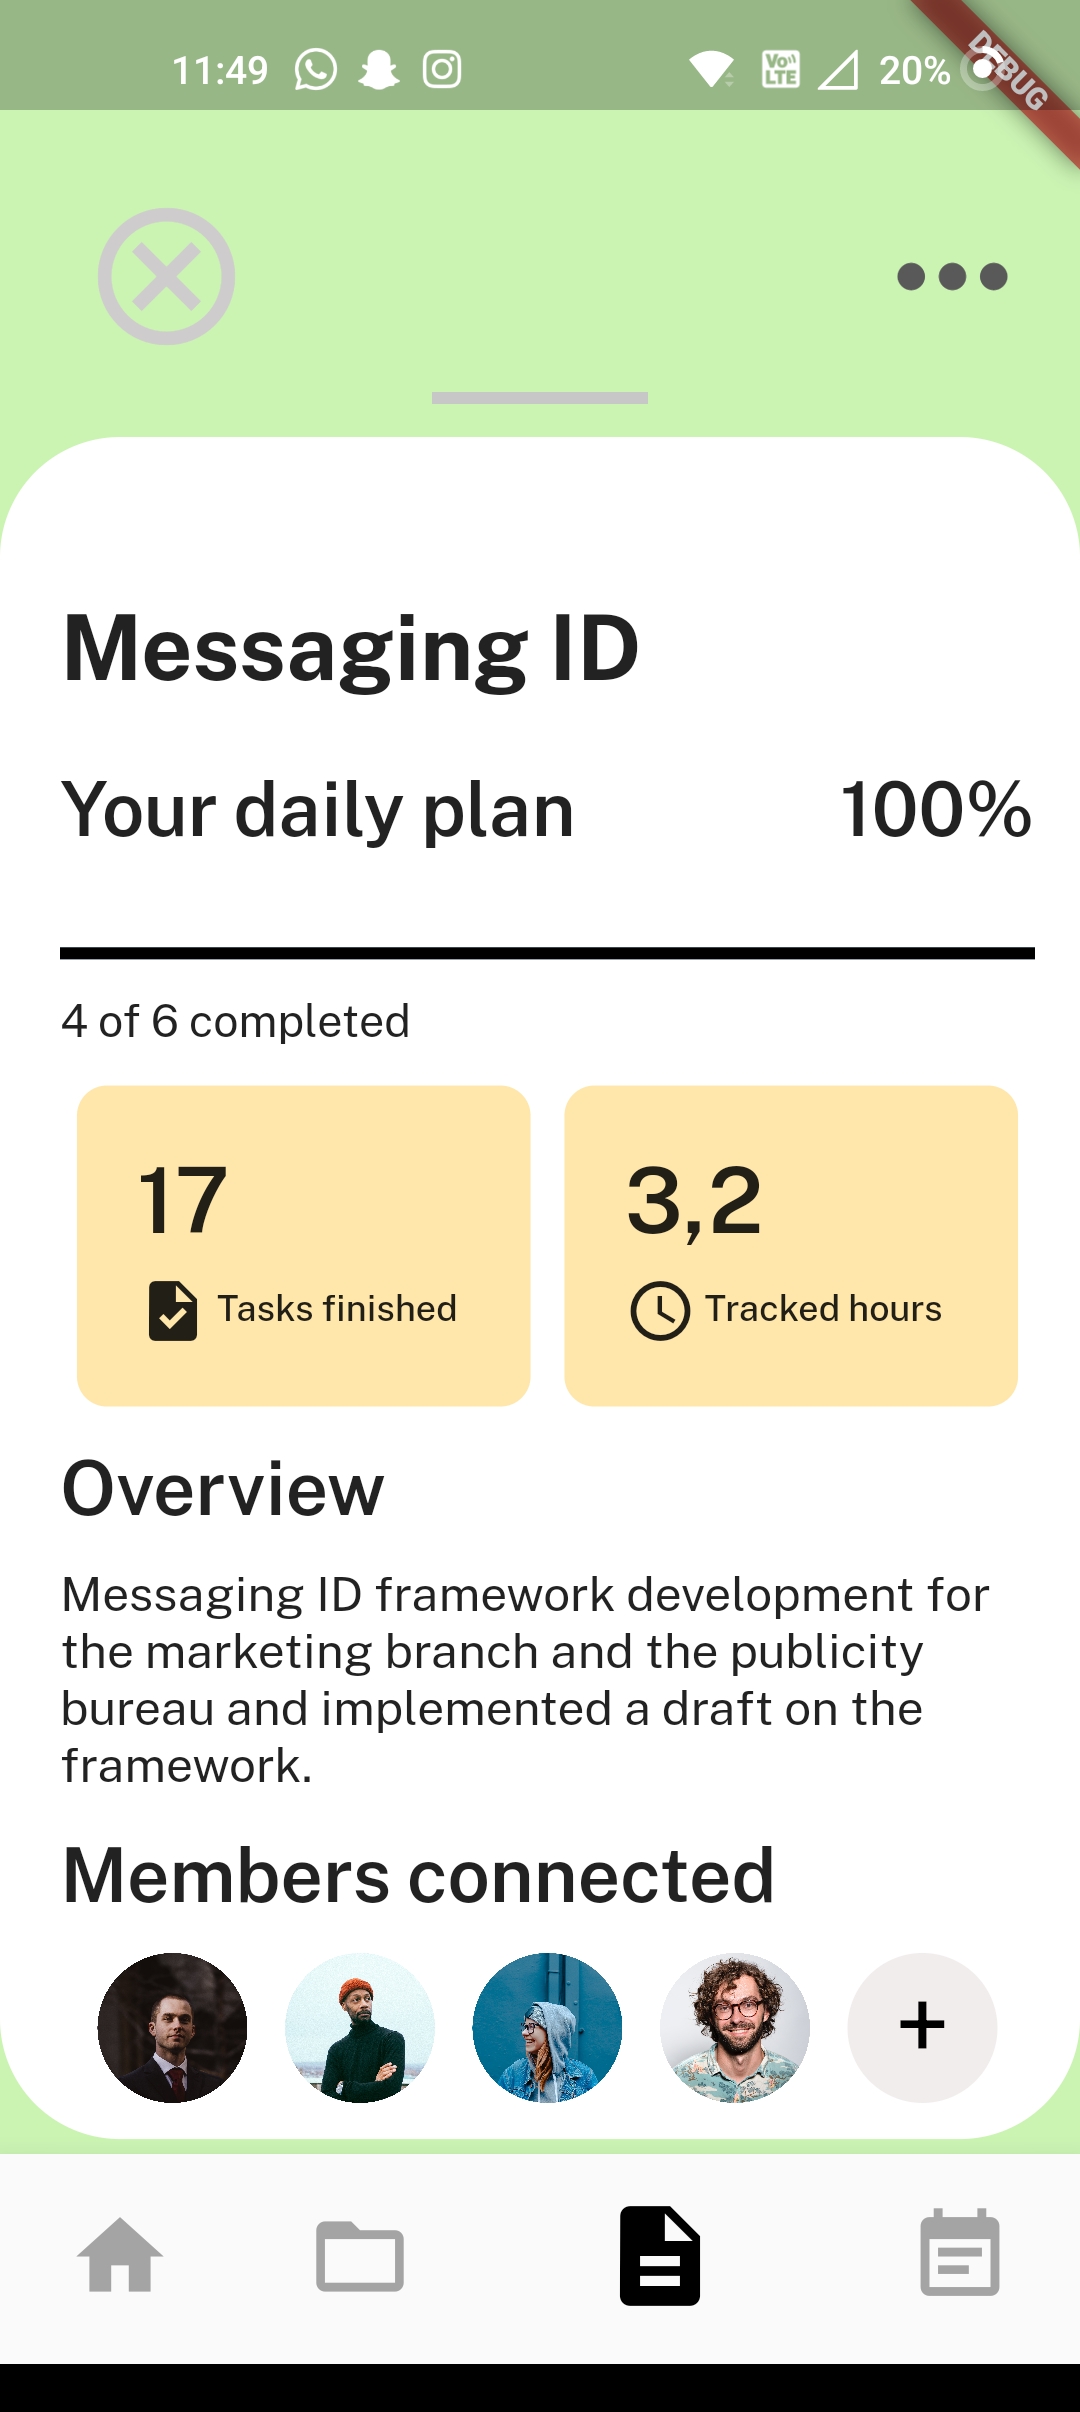 11:49 Vo)) LTE 20%
DEBUG
Messaging ID
Your daily plan 100%
4 of 6 completed
17 3,2
Tasks finished Tracked hours
Overview
Messaging ID framework development for
the marketing branch and the publicity
bureau and implemented a draft on the
framework.
Members connected
+